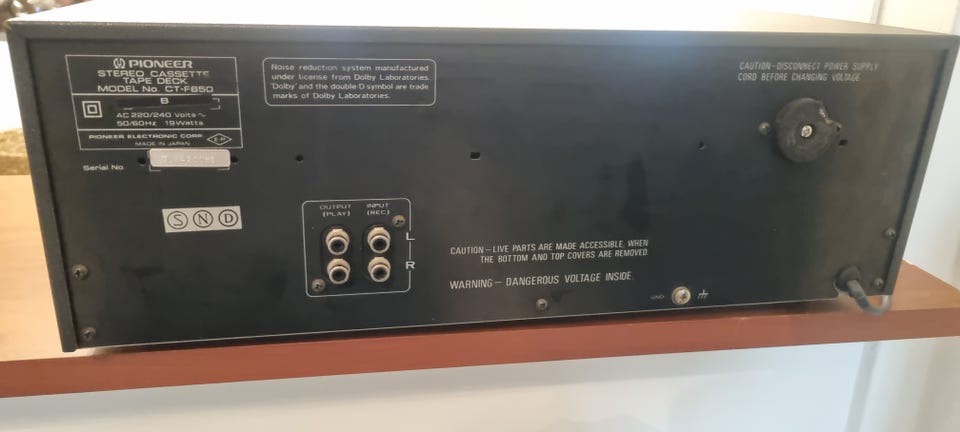 PIONEER
STEREO CASSETTE
TAPE DECK
MODEL No. CT-F650
B
AC 220/240 Volts~
50/60Hz 19Watts
PIONEER ELECTRONIC CORP.
MADE IN JAPAN
Serial No.
Noise reduction system manufactured
under license from Dolby Laboratories.
'Dolby' and the double-D symbol are trade
marks of Dolby Laboratories.
CAUTION-DISCONNECT POWER SUPPLY
CORD BEFORE CHANGING VOLTAGE.
S N D
OUTPUT INPUT
(PLAY) (REC)
L
R
CAUTION-LIVE PARTS ARE MADE ACCESSIBLE, WHEN
THE BOTTOM AND TOP COVERS ARE REMOVED.
WARNING-DANGEROUS VOLTAGE INSIDE.
GND